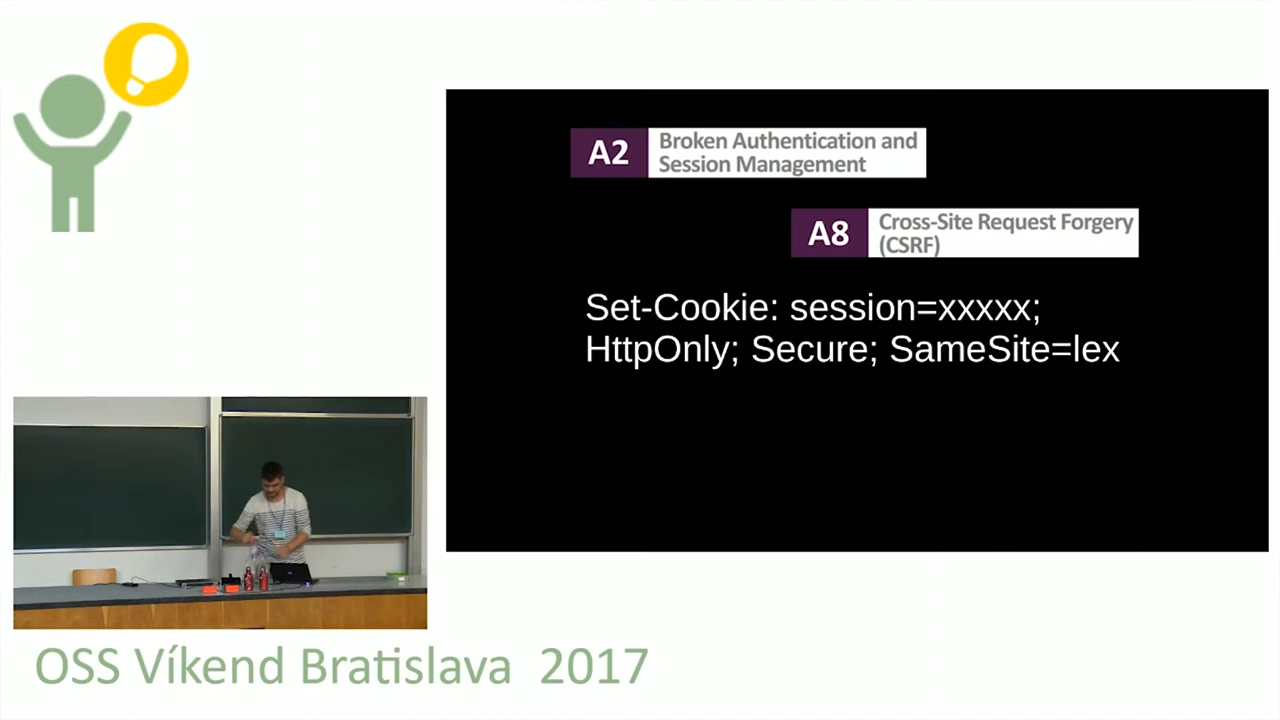 A2
Broken Authentication and
Session Management
A8
Cross-Site Request Forgery
(CSRF)
Set-Cookie: session=xxxxx;
HttpOnly; Secure; SameSite=lex
OSS Víkend Bratislava 2017